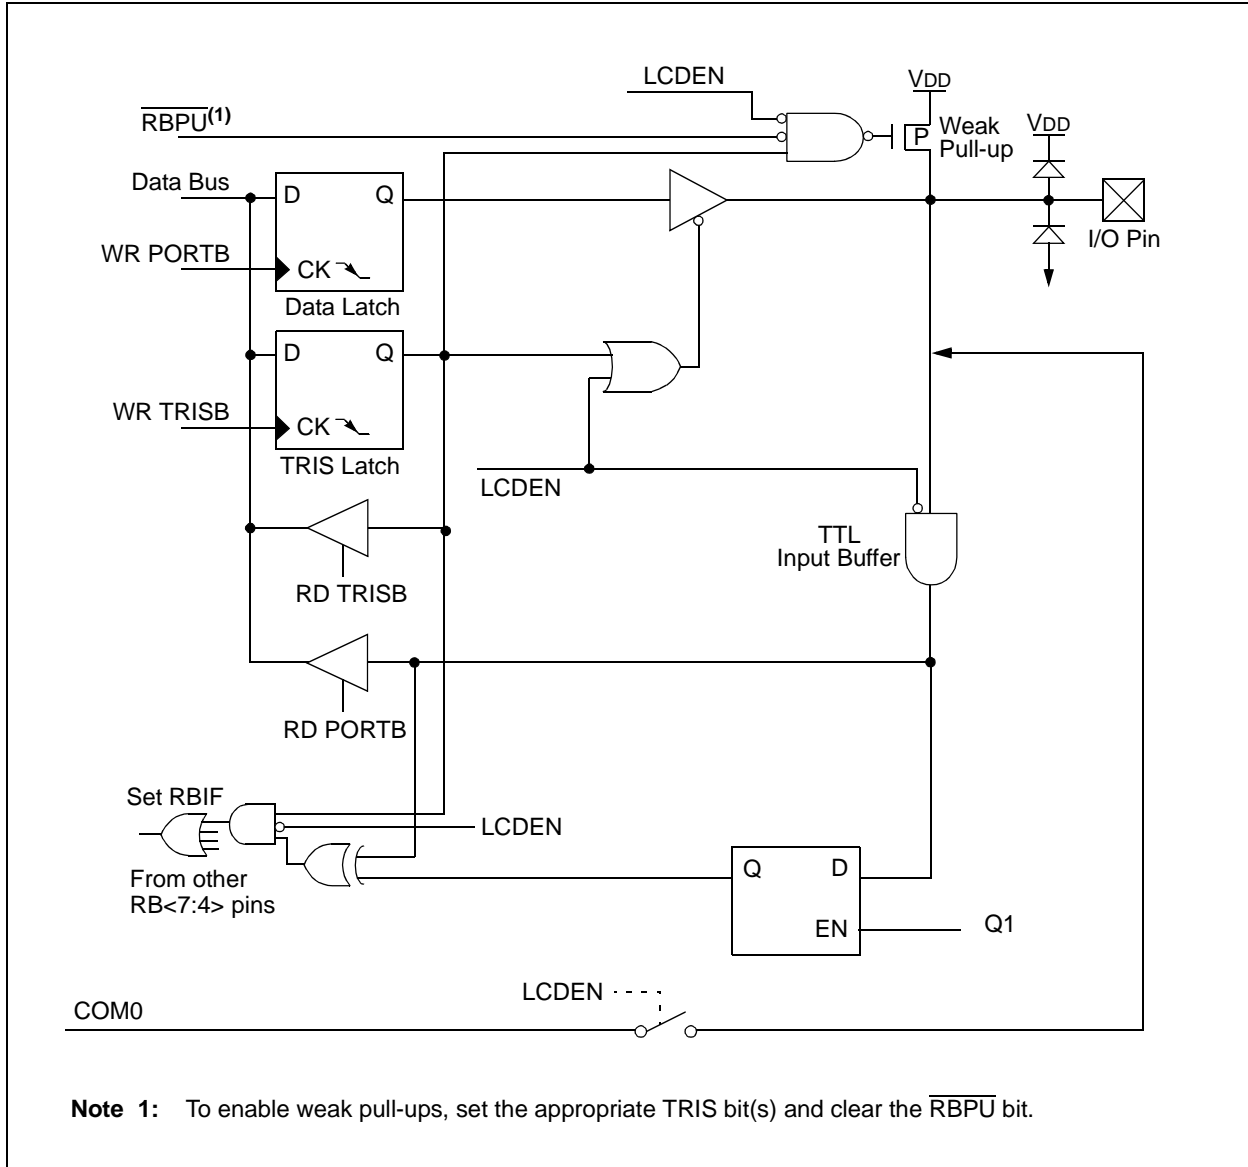 LCDEN
VDD
RBPU(1)
P
Weak
Pull-up
VDD
Data Bus
D
Q
WR PORTB
CK
Data Latch
I/O Pin
D
Q
WR TRISB
CK
TRIS Latch
LCDEN
TTL
Input Buffer
RD TRISB
RD PORTB
Set RBIF
LCDEN
From other
RB<7:4> pins
Q
D
EN
Q1
LCDEN
COM0
Note 1: To enable weak pull-ups, set the appropriate TRIS bit(s) and clear the RBPU bit.